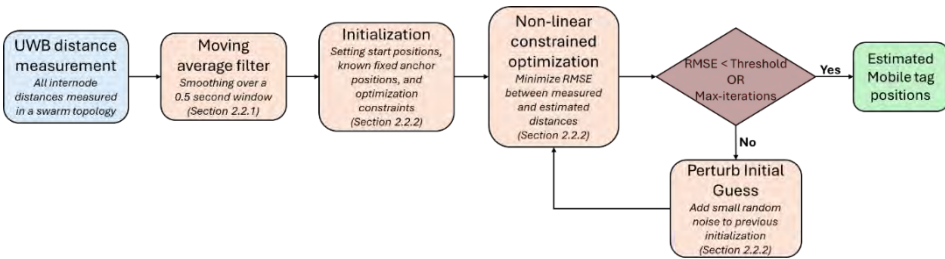 UWB distance
measurement
All internode
distances measured
in a swarm topology
Moving
average filter
Smoothing over a
0.5 second window
(Section 2.2.1)
Initialization
Setting start positions,
known fixed anchor
positions, and
optimization
constraints
(Section 2.2.2)
Non-linear
constrained
optimization
Minimize RMSE
between measured
and estimated
distances
(Section 2.2.2)
RMSE < Threshold
OR
Max-iterations
Yes
Estimated
Mobile tag
positions
No
Perturb Initial
Guess
Add small random
noise to previous
initialization
(Section 2.2.2)